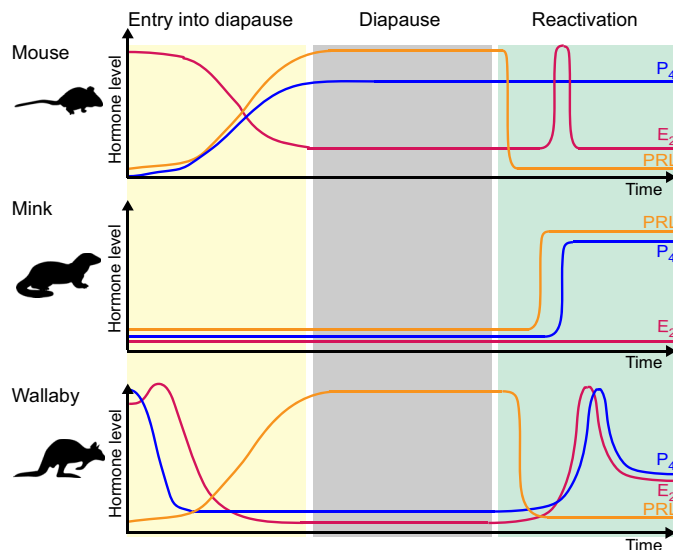 Entry into diapause
Diapause
Reactivation
Mouse
Hormone level
P₄
E₂
PRL
Time
Mink
Hormone level
PRL
P₄
E₂
Time
Wallaby
Hormone level
P₄
E₂
PRL
Time